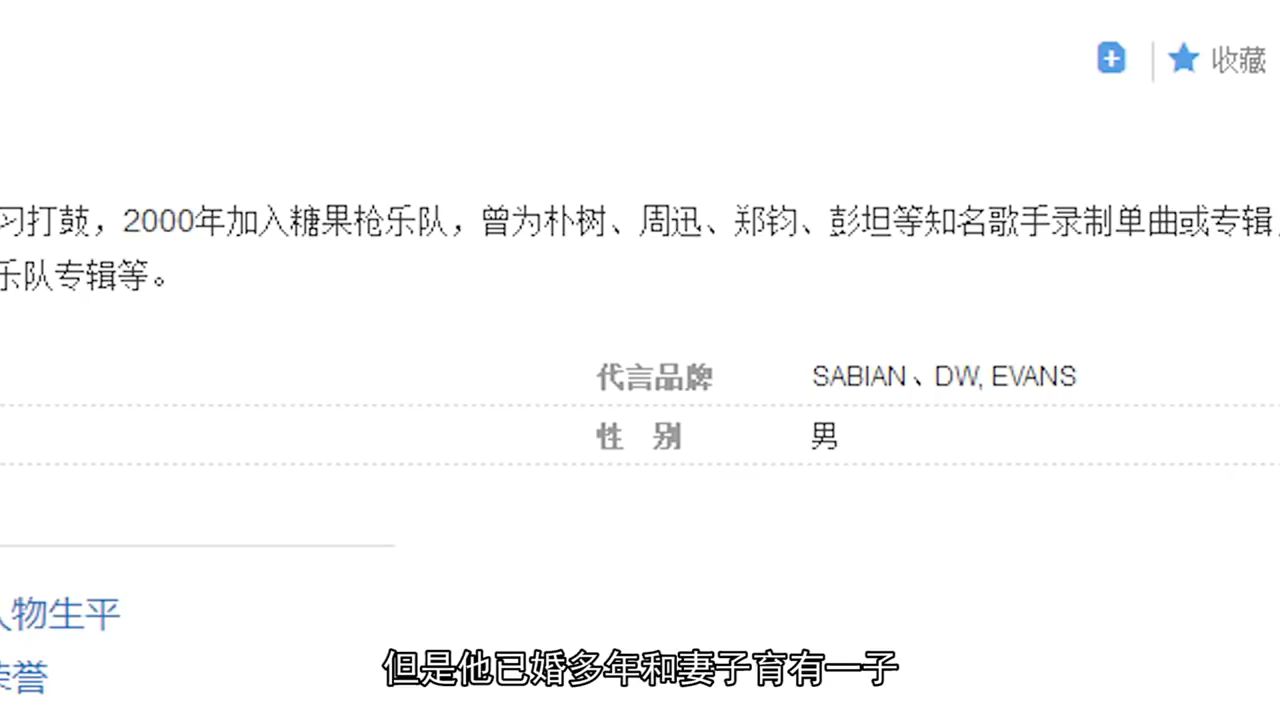 收藏
习打鼓，2000年加入糖果枪乐队，曾为朴树、周迅、郑钧、彭坦等知名歌手录制单曲或专辑，
乐队专辑等。
代言品牌 SABIAN、DW, EVANS
性 别 男
人物生平
荣誉
但是他已婚多年和妻子育有一子